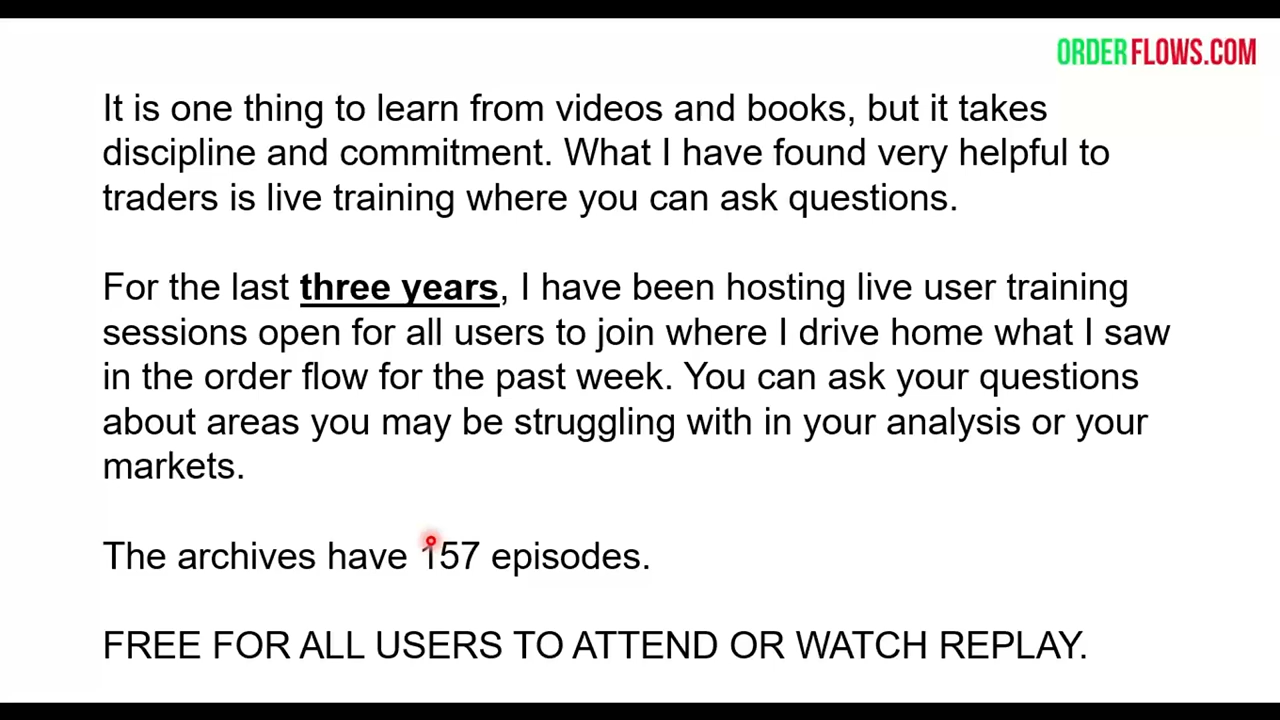 ORDERFLOWS.COM
It is one thing to learn from videos and books, but it takes
discipline and commitment. What I have found very helpful to
traders is live training where you can ask questions.
For the last three years, I have been hosting live user training
sessions open for all users to join where I drive home what I saw
in the order flow for the past week. You can ask your questions
about areas you may be struggling with in your analysis or your
markets.
The archives have 157 episodes.
FREE FOR ALL USERS TO ATTEND OR WATCH REPLAY.